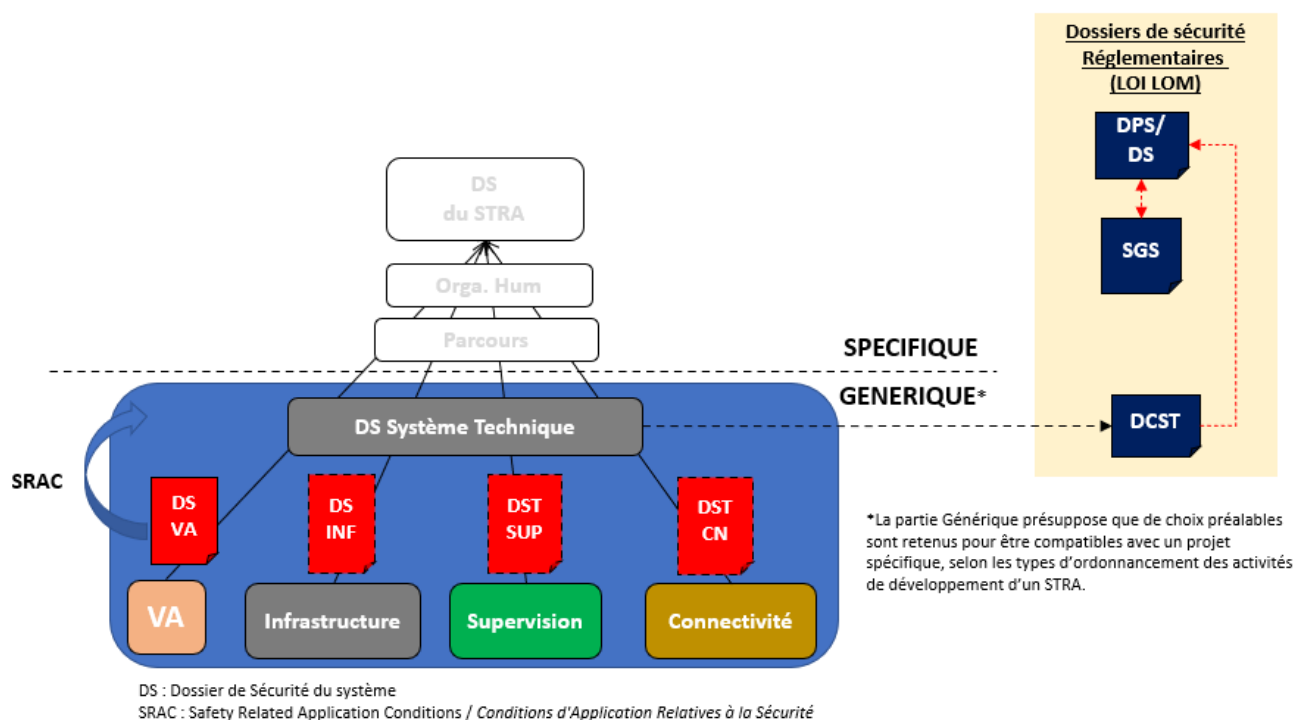 Dossiers de sécurité
Réglementaires
(LOI LOM)
DPS/
DS
SGS
DS
du STRA
Orga. Hum
Parcours
SPECIFIQUE
GENERIQUE*
DS Système Technique
DCST
SRAC
DS
VA
DS
INF
DST
SUP
DST
CN
VA
Infrastructure
Supervision
Connectivité
*La partie Générique présuppose que de choix préalables
sont retenus pour être compatibles avec un projet
spécifique, selon les types d'ordonnancement des activités
de développement d'un STRA.
DS : Dossier de Sécurité du système
SRAC : Safety Related Application Conditions / Conditions d'Application Relatives à la Sécurité